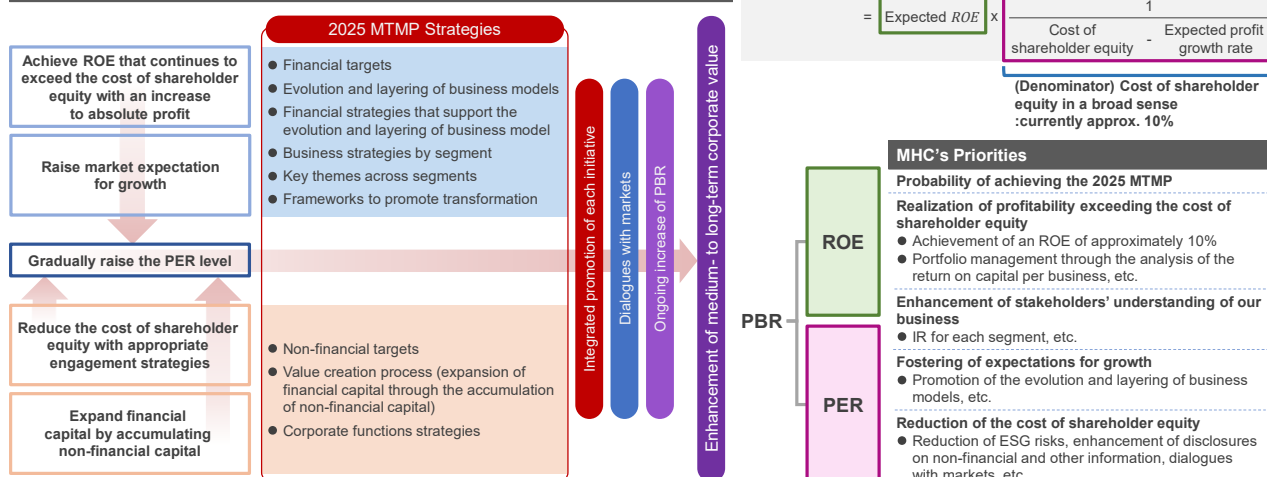 2025 MTMP Strategies
Achieve ROE that continues to
exceed the cost of shareholder
equity with an increase
to absolute profit
Raise market expectation
for growth
Gradually raise the PER level
Reduce the cost of shareholder
equity with appropriate
engagement strategies
Expand financial
capital by accumulating
non-financial capital
● Financial targets
● Evolution and layering of business models
● Financial strategies that support the
evolution and layering of business model
● Business strategies by segment
● Key themes across segments
● Frameworks to promote transformation
● Non-financial targets
● Value creation process (expansion of
financial capital through the accumulation
of non-financial capital)
● Corporate functions strategies
Integrated promotion of each initiative
Dialogues with markets
Ongoing increase of PBR
Enhancement of medium- to long-term corporate value
= Expected ROE x
1
Cost of
shareholder equity
-
Expected profit
growth rate
(Denominator) Cost of shareholder
equity in a broad sense
:currently approx. 10%
PBR
ROE
PER
MHC's Priorities
Probability of achieving the 2025 MTMP
Realization of profitability exceeding the cost of
shareholder equity
● Achievement of an ROE of approximately 10%
● Portfolio management through the analysis of the
return on capital per business, etc.
Enhancement of stakeholders' understanding of our
business
● IR for each segment, etc.
Fostering of expectations for growth
● Promotion of the evolution and layering of business
models, etc.
Reduction of the cost of shareholder equity
● Reduction of ESG risks, enhancement of disclosures
on non-financial and other information, dialogues
with markets, etc.